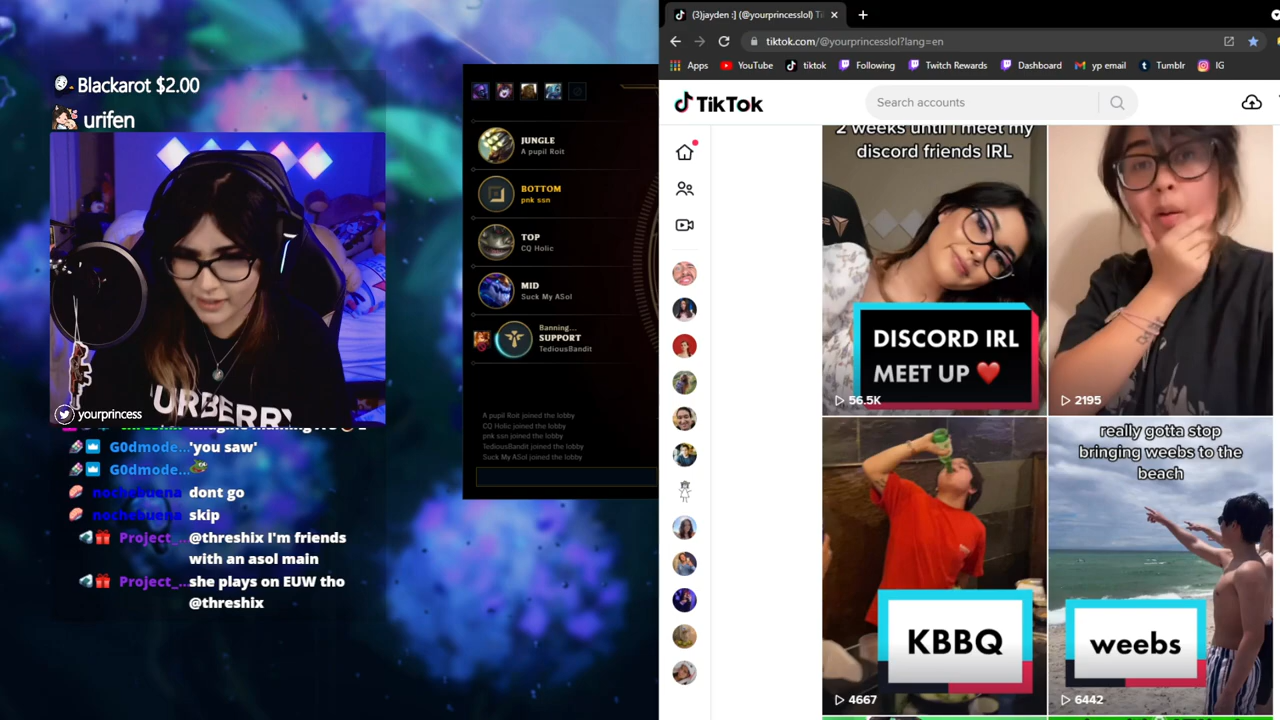 Blackarot $2.00
urifen
yourprincess
G0dmode... 'you saw'
G0dmode...
nochebuena dont go
nochebuena skip
Project_... @threshix I'm friends
with an asol main
Project_... she plays on EUW tho
@threshix
JUNGLE
A pupil Roit
BOTTOM
pnk ssn
TOP
CQ Holic
MID
Suck My ASol
Banning...
SUPPORT
TediousBandit
A pupil Roit joined the lobby
CQ Holic joined the lobby
pnk ssn joined the lobby
TediousBandit joined the lobby
Suck My ASol joined the lobby
(3)jayden :] (@yourprincesslol) Ti
tiktok.com/@yourprincesslol?lang=en
Apps
YouTube
tiktok
Following
Twitch Rewards
Dashboard
yp email
Tumblr
IG
TikTok
Search accounts
2 weeks until I meet my
discord friends IRL
DISCORD IRL
MEET UP ❤️
56.5K
2195
KBBQ
4667
really gotta stop
bringing weebs to the
beach
weebs
6442